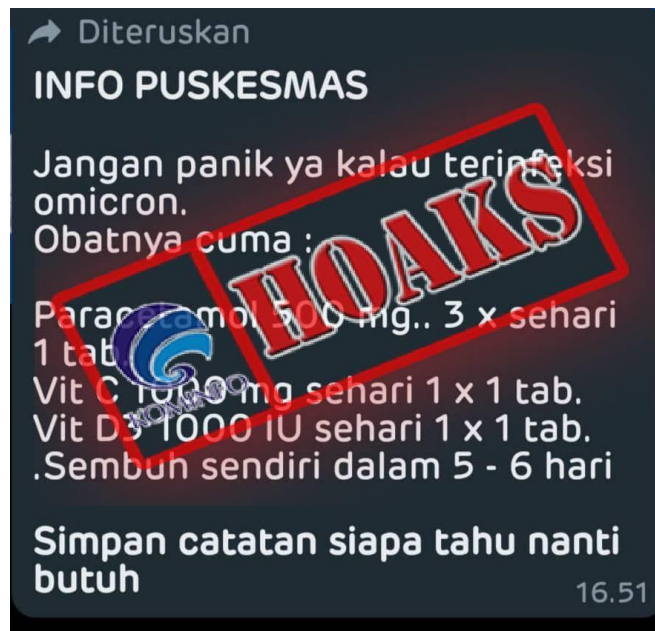 Diteruskan
INFO PUSKESMAS
Jangan panik ya kalau terinfeksi
omicron.
Obatnya cuma :
HOAKS
Paracetamol 500 mg.. 3 x sehari
1 tab.
Vit C 1000 mg sehari 1 x 1 tab.
KOMINFO
Vit D3 1000 IU sehari 1 x 1 tab.
.Sembuh sendiri dalam 5 - 6 hari
Simpan catatan siapa tahu nanti
butuh
16.51